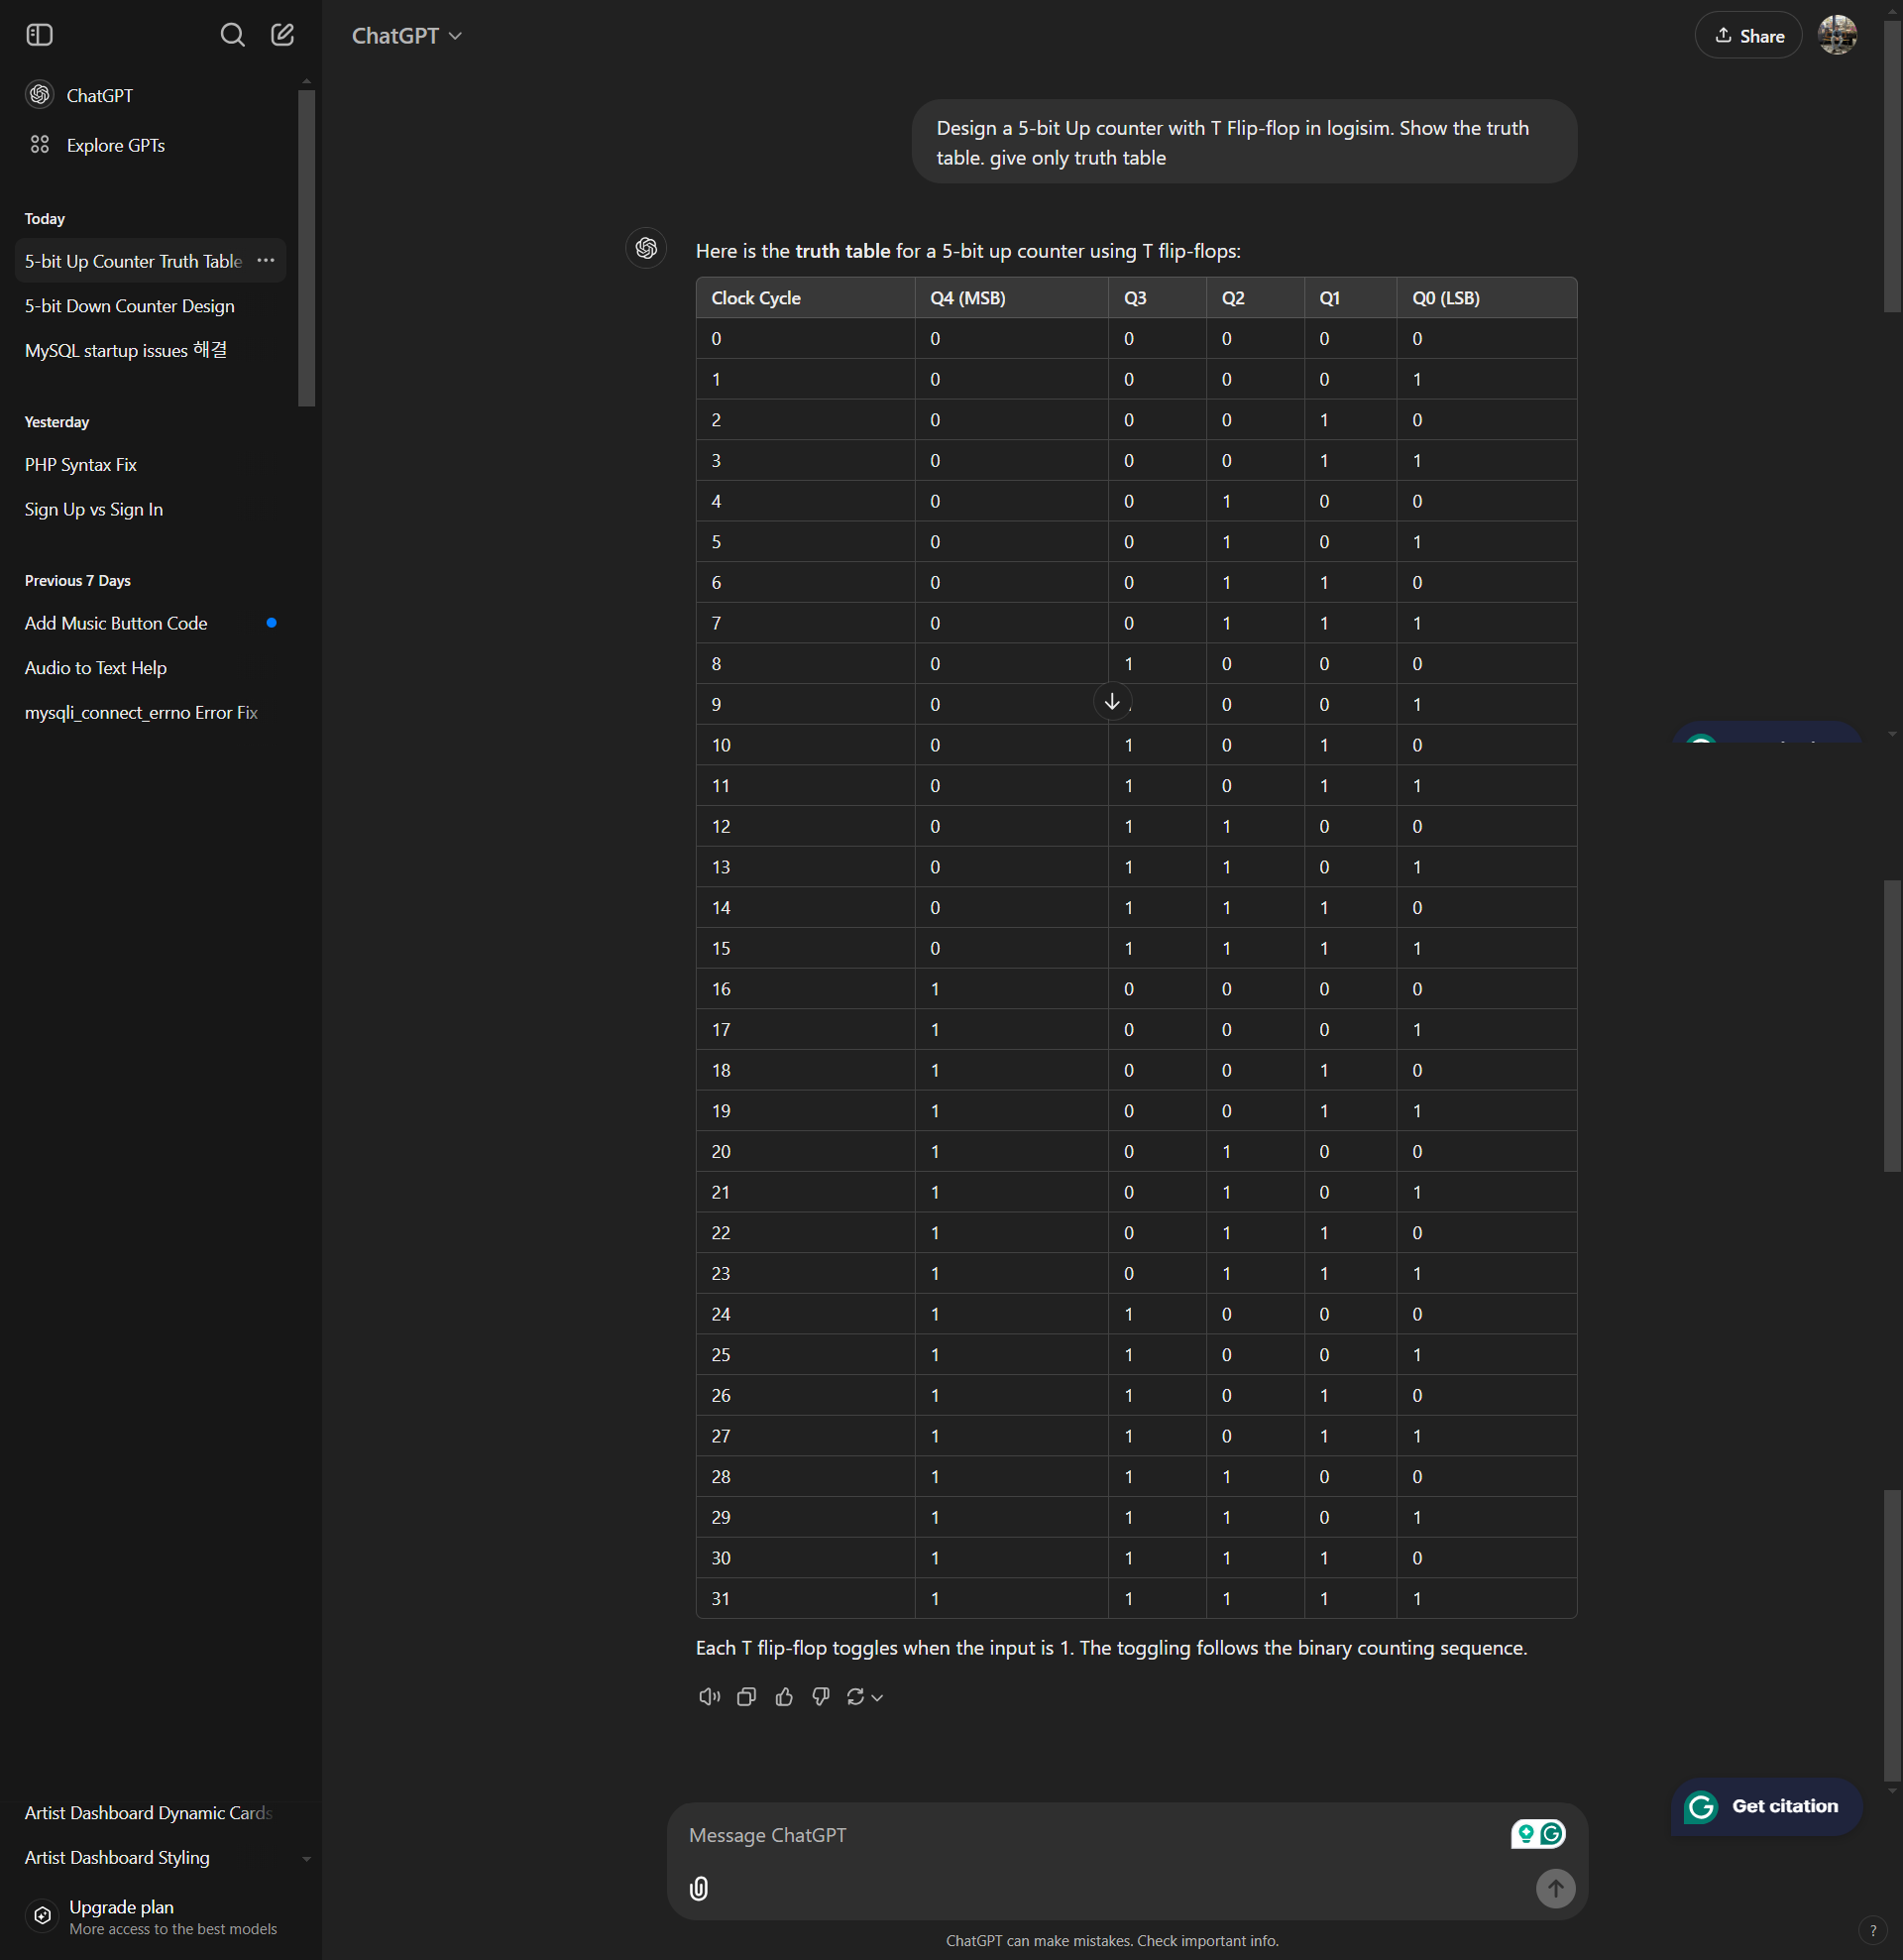 ChatGPT
Explore GPTs
Today
5-bit Up Counter Truth Table
5-bit Down Counter Design
MySQL startup issues 해결
Yesterday
PHP Syntax Fix
Sign Up vs Sign In
Previous 7 Days
Add Music Button Code
Audio to Text Help
mysqli_connect_errno Error Fix
Artist Dashboard Dynamic Cards
Artist Dashboard Styling
Upgrade plan
More access to the best models
ChatGPT
Share
Design a 5-bit Up counter with T Flip-flop in logisim. Show the truth
table. give only truth table
Here is the truth table for a 5-bit up counter using T flip-flops:
Clock Cycle Q4 (MSB) Q3 Q2 Q1 Q0 (LSB)
0 0 0 0 0 0
1 0 0 0 0 1
2 0 0 0 1 0
3 0 0 0 1 1
4 0 0 1 0 0
5 0 0 1 0 1
6 0 0 1 1 0
7 0 0 1 1 1
8 0 1 0 0 0
9 0 0 0 1
10 0 1 0 1 0
11 0 1 0 1 1
12 0 1 1 0 0
13 0 1 1 0 1
14 0 1 1 1 0
15 0 1 1 1 1
16 1 0 0 0 0
17 1 0 0 0 1
18 1 0 0 1 0
19 1 0 0 1 1
20 1 0 1 0 0
21 1 0 1 0 1
22 1 0 1 1 0
23 1 0 1 1 1
24 1 1 0 0 0
25 1 1 0 0 1
26 1 1 0 1 0
27 1 1 0 1 1
28 1 1 1 0 0
29 1 1 1 0 1
30 1 1 1 1 0
31 1 1 1 1 1
Each T flip-flop toggles when the input is 1. The toggling follows the binary counting sequence.
Get citation
Message ChatGPT
ChatGPT can make mistakes. Check important info.
?